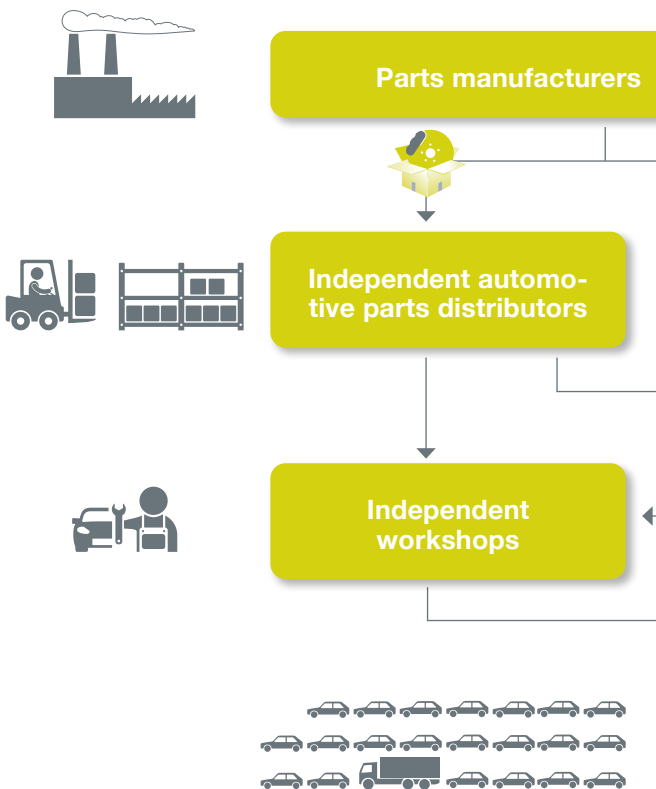 Parts manufacturers
Independent automo-
tive parts distributors
Independent
workshops